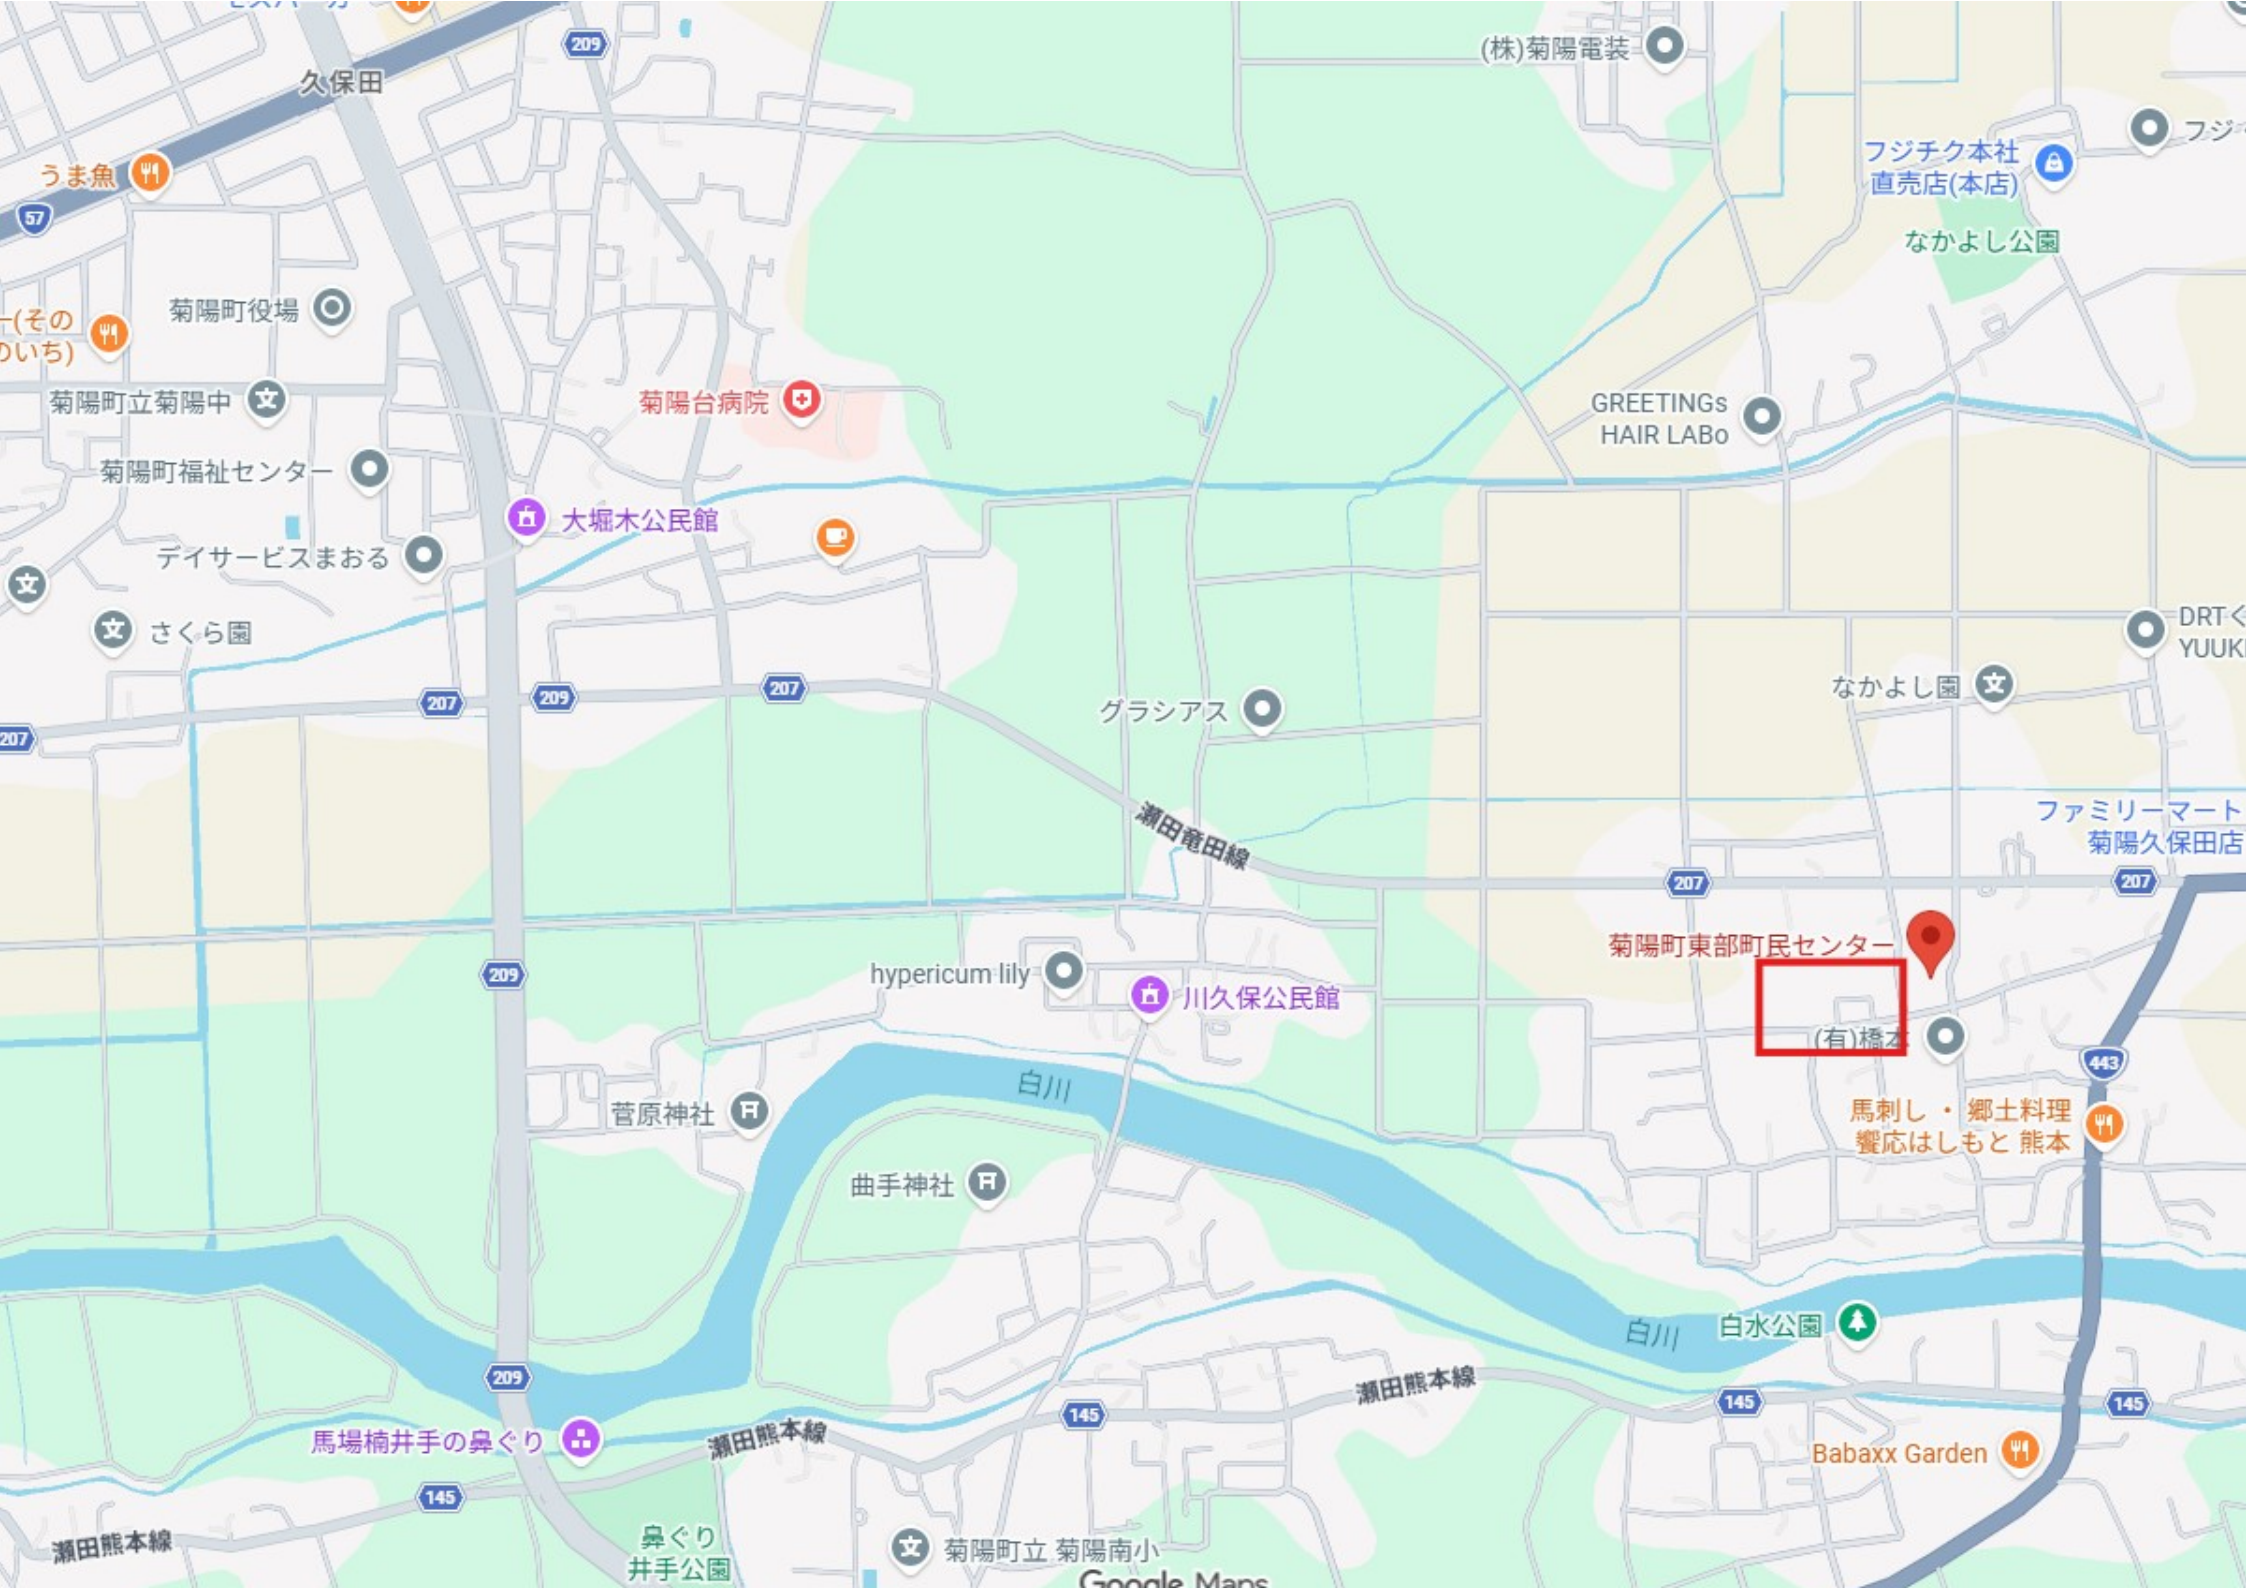 久保田
209
(株)菊陽電装
フジチク本社
直売店(本店)
フジ
うま魚
57
なかよし公園
菊陽町役場
(その
のいち)
菊陽町立菊陽中
菊陽台病院
GREETINGs
HAIR LABo
菊陽町福祉センター
大堀木公民館
デイサービスまおる
さくら園
DRTぐ
YUUKI
なかよし園
207
209
207
207
グラシアス
瀬田竜田線
ファミリーマート
菊陽久保田店
207
207
菊陽町東部町民センター
209
hypericum lily
川久保公民館
(有)橋本
443
白川
菅原神社
馬刺し ・ 郷土料理
饗応はしもと 熊本
曲手神社
白川
白水公園
209
瀬田熊本線
145
145
145
馬場楠井手の鼻ぐり
瀬田熊本線
Babaxx Garden
145
瀬田熊本線
鼻ぐり
井手公園
菊陽町立 菊陽南小
Google Maps